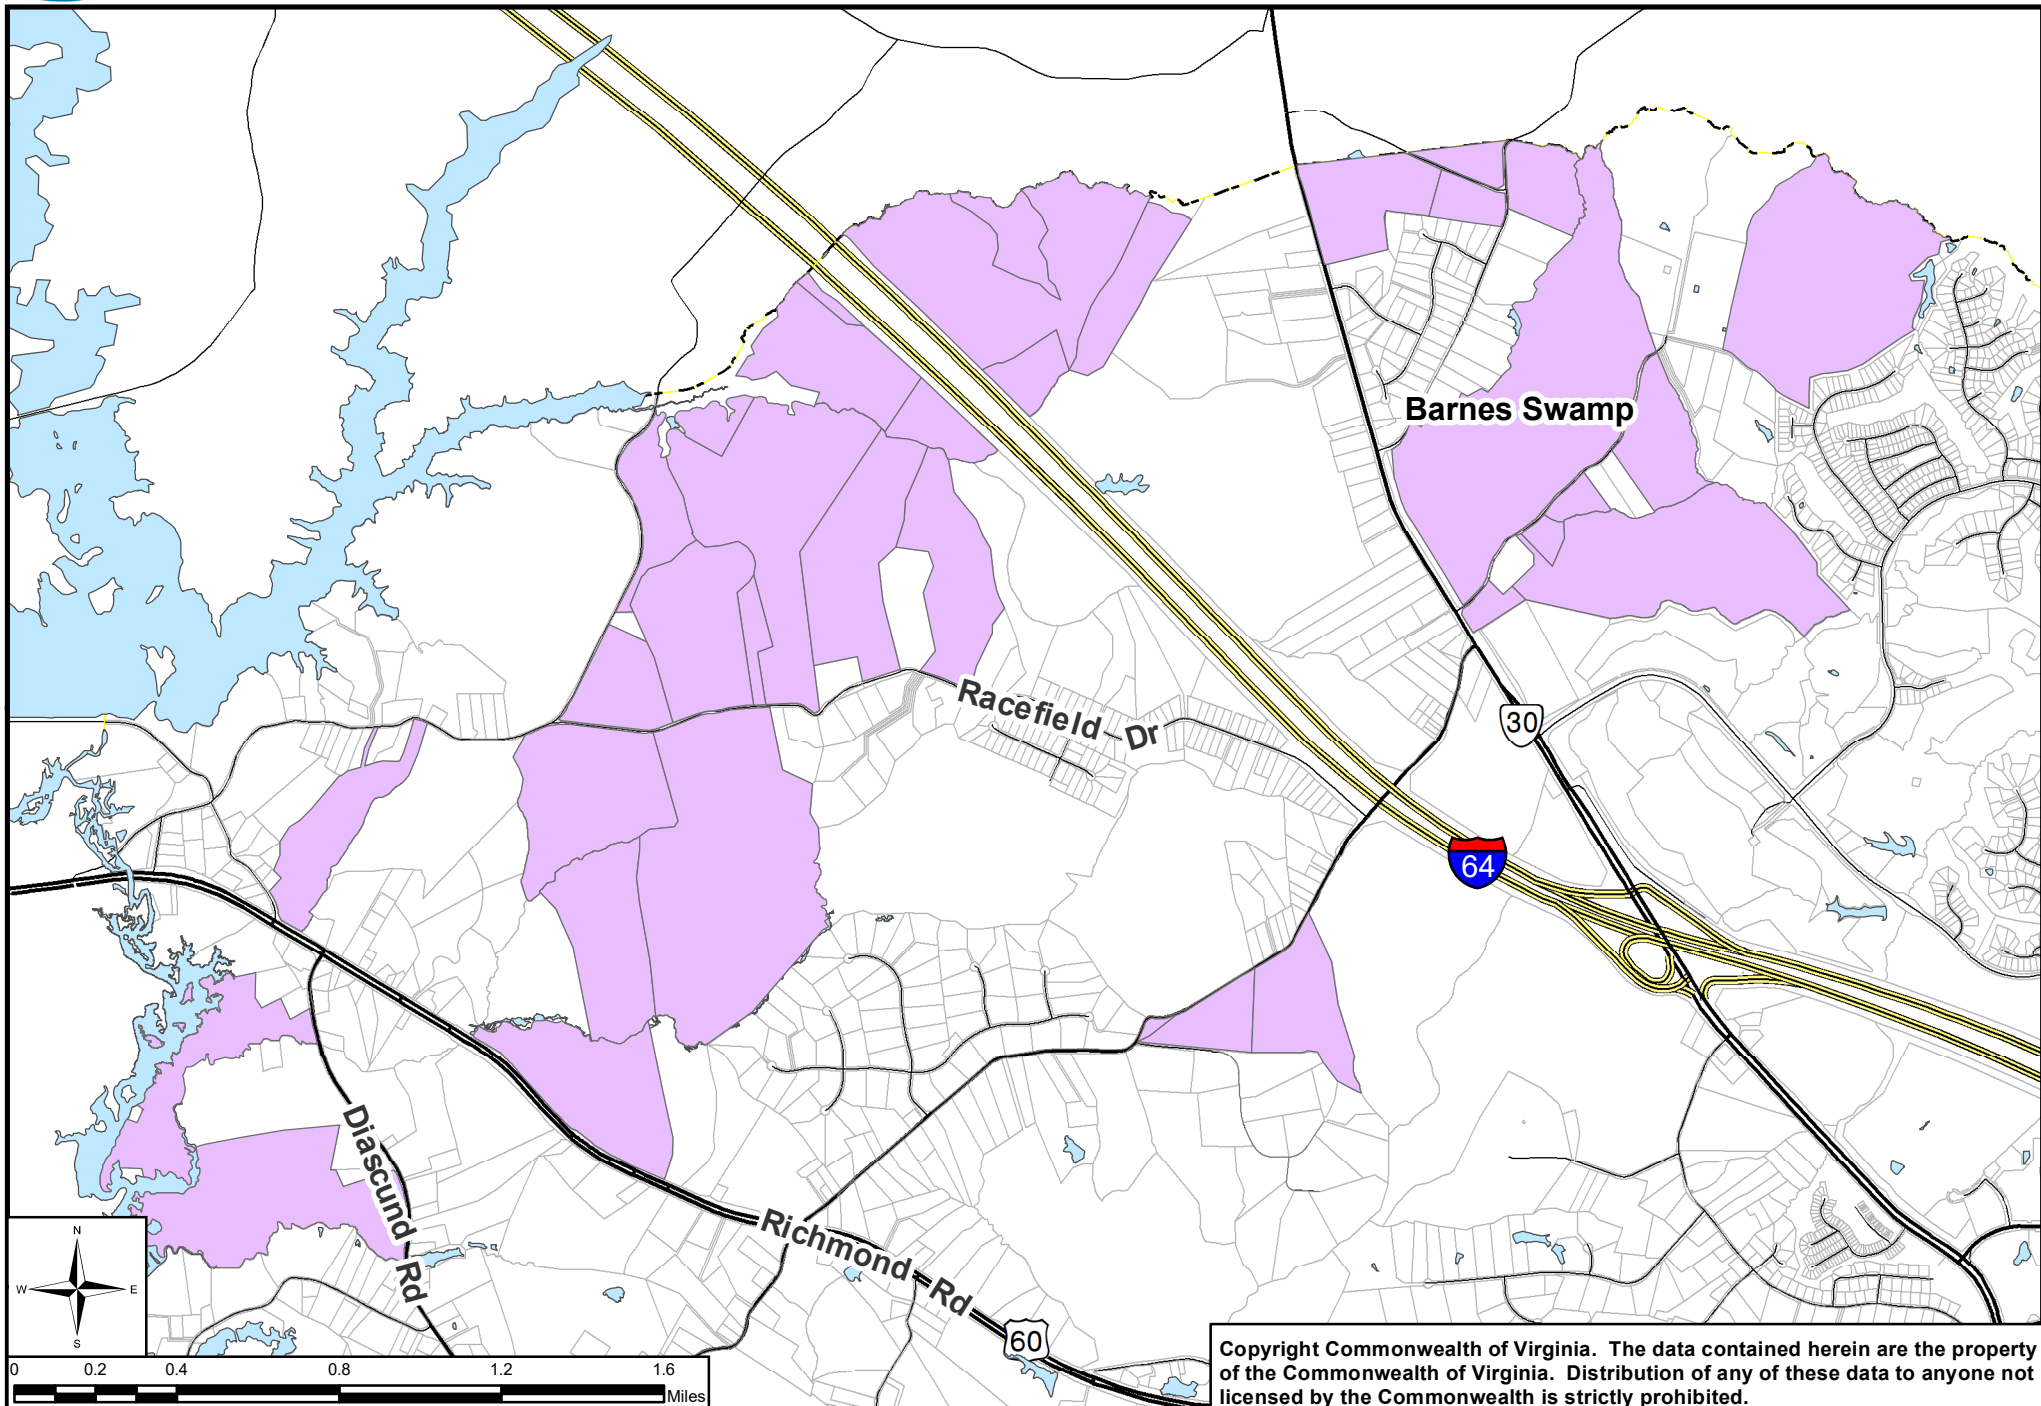 Barnes Swamp
Racefield Dr
30
64
Diascund Rd
Richmond Rd
60
N
W E
S
0 0.2 0.4 0.8 1.2 1.6
Miles
Copyright Commonwealth of Virginia. The data contained herein are the property
of the Commonwealth of Virginia. Distribution of any of these data to anyone not
licensed by the Commonwealth is strictly prohibited.